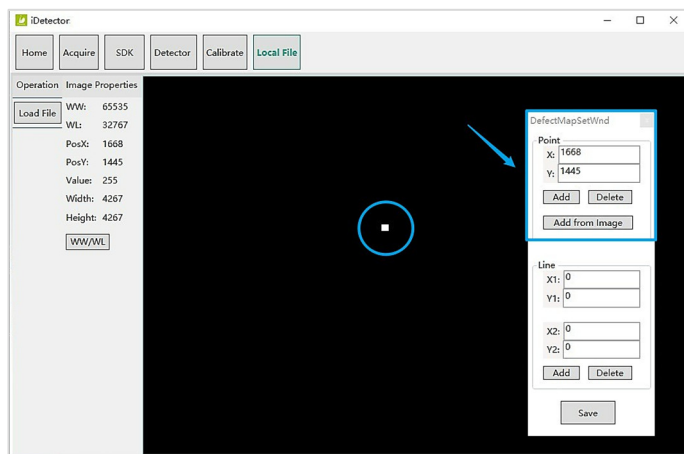 iDetector
Home Acquire SDK Detector Calibrate Local File
Operation Image Properties
Load File
WW: 65535
WL: 32767
PosX: 1668
PosY: 1445
Value: 255
Width: 4267
Height: 4267
WW/WL
DefectMapSetWnd
Point
X: 1668
Y: 1445
Add Delete
Add from Image
Line
X1: 0
Y1: 0
X2: 0
Y2: 0
Add Delete
Save